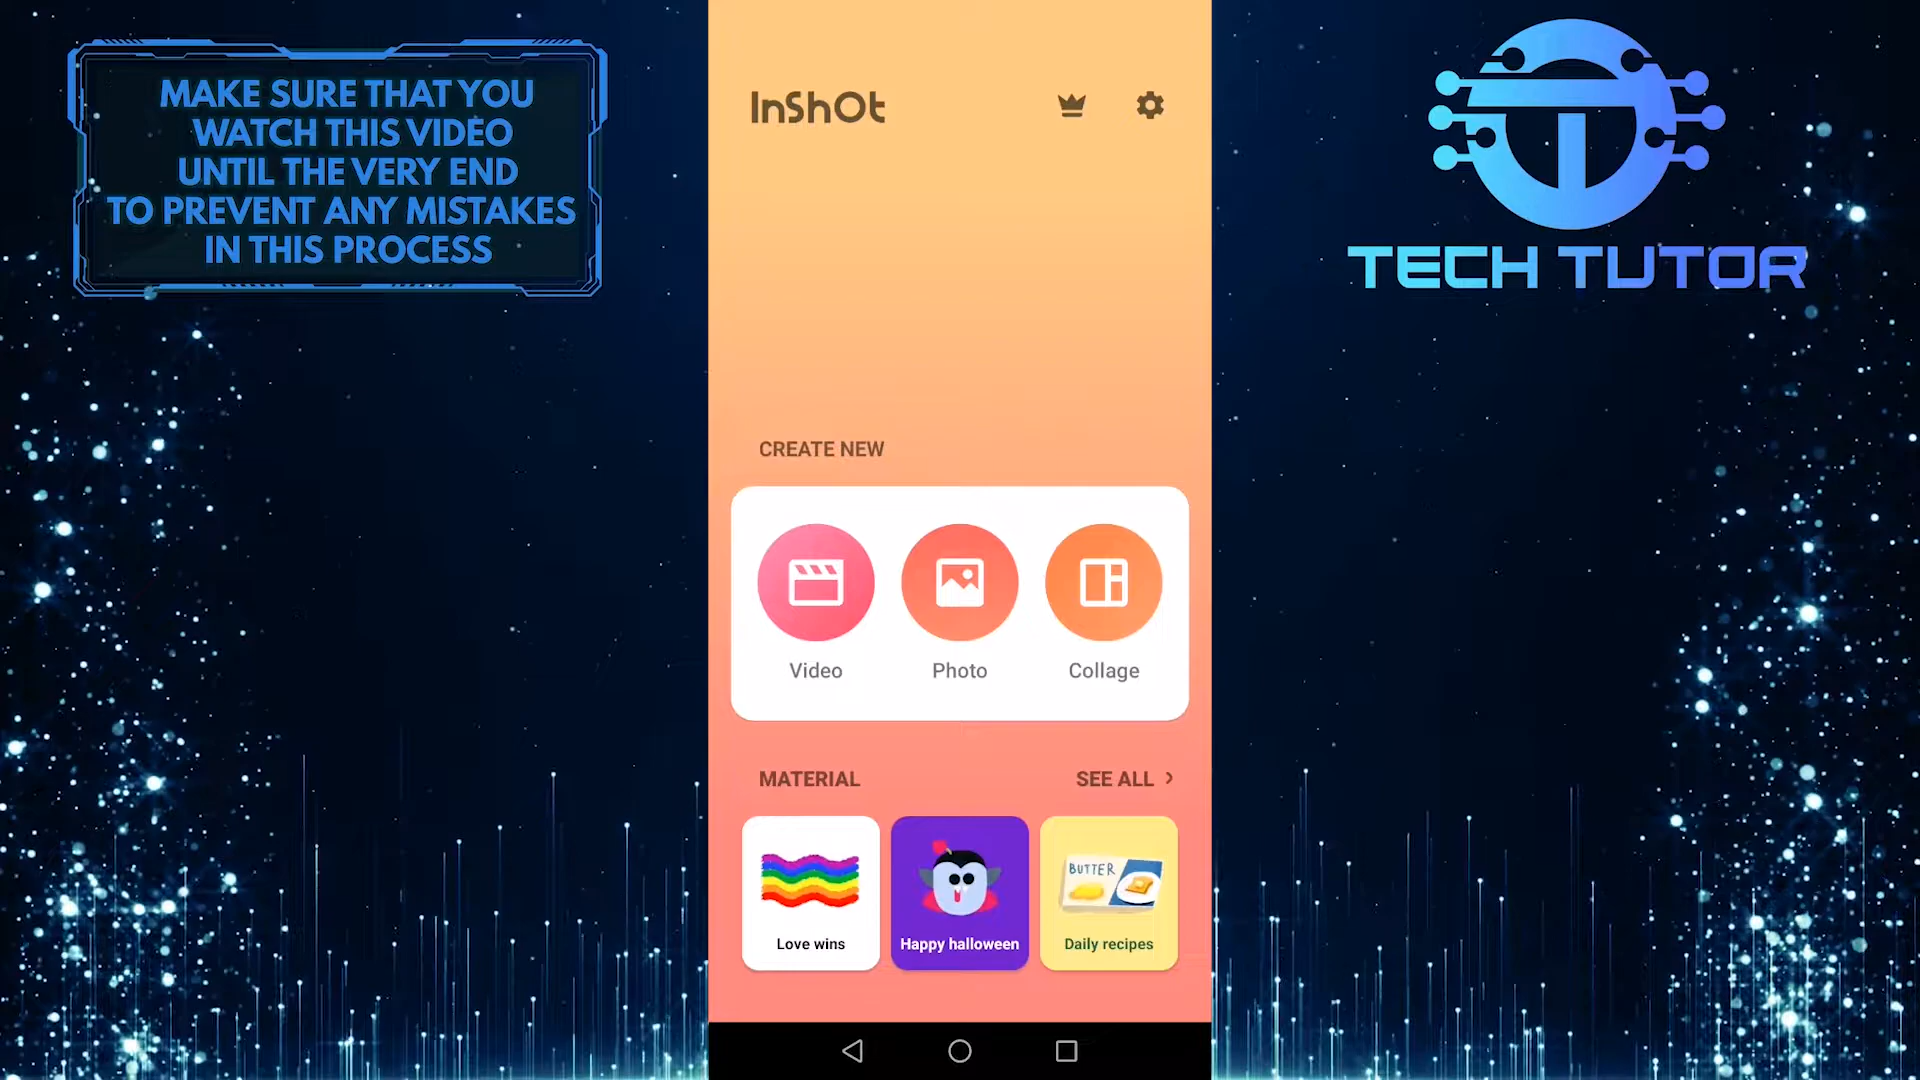 MAKE SURE THAT YOU
WATCH THIS VIDEO
UNTIL THE VERY END
TO PREVENT ANY MISTAKES
IN THIS PROCESS
InShOt
TECH TUTOR
CREATE NEW
Video
Photo
Collage
MATERIAL
SEE ALL >
BUTTER
Love wins
Happy halloween
Daily recipes